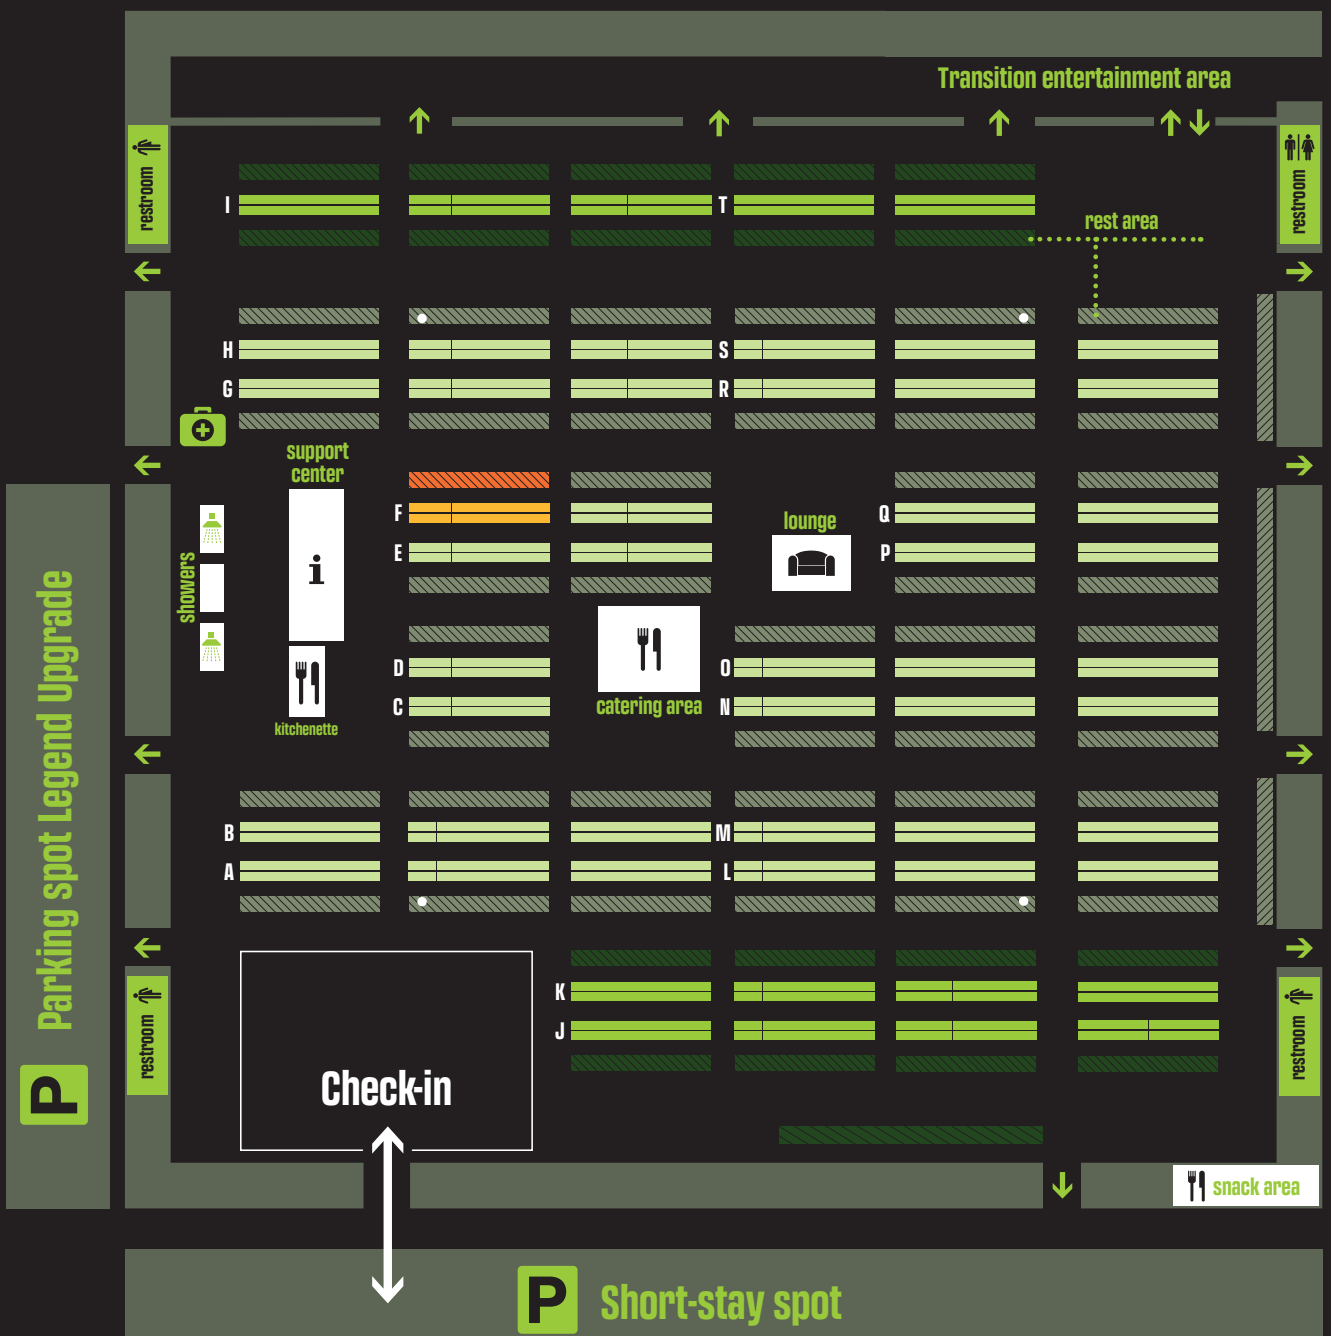 Transition entertainment area
restroom
restroom
I
T
rest area
H
S
G
R
support
center
F
Q
lounge
E
P
i
showers
D
O
C
N
catering area
kitchenette
Parking spot Legend Upgrade
P
B
M
A
L
K
J
restroom
restroom
Check-in
snack area
P
Short-stay spot